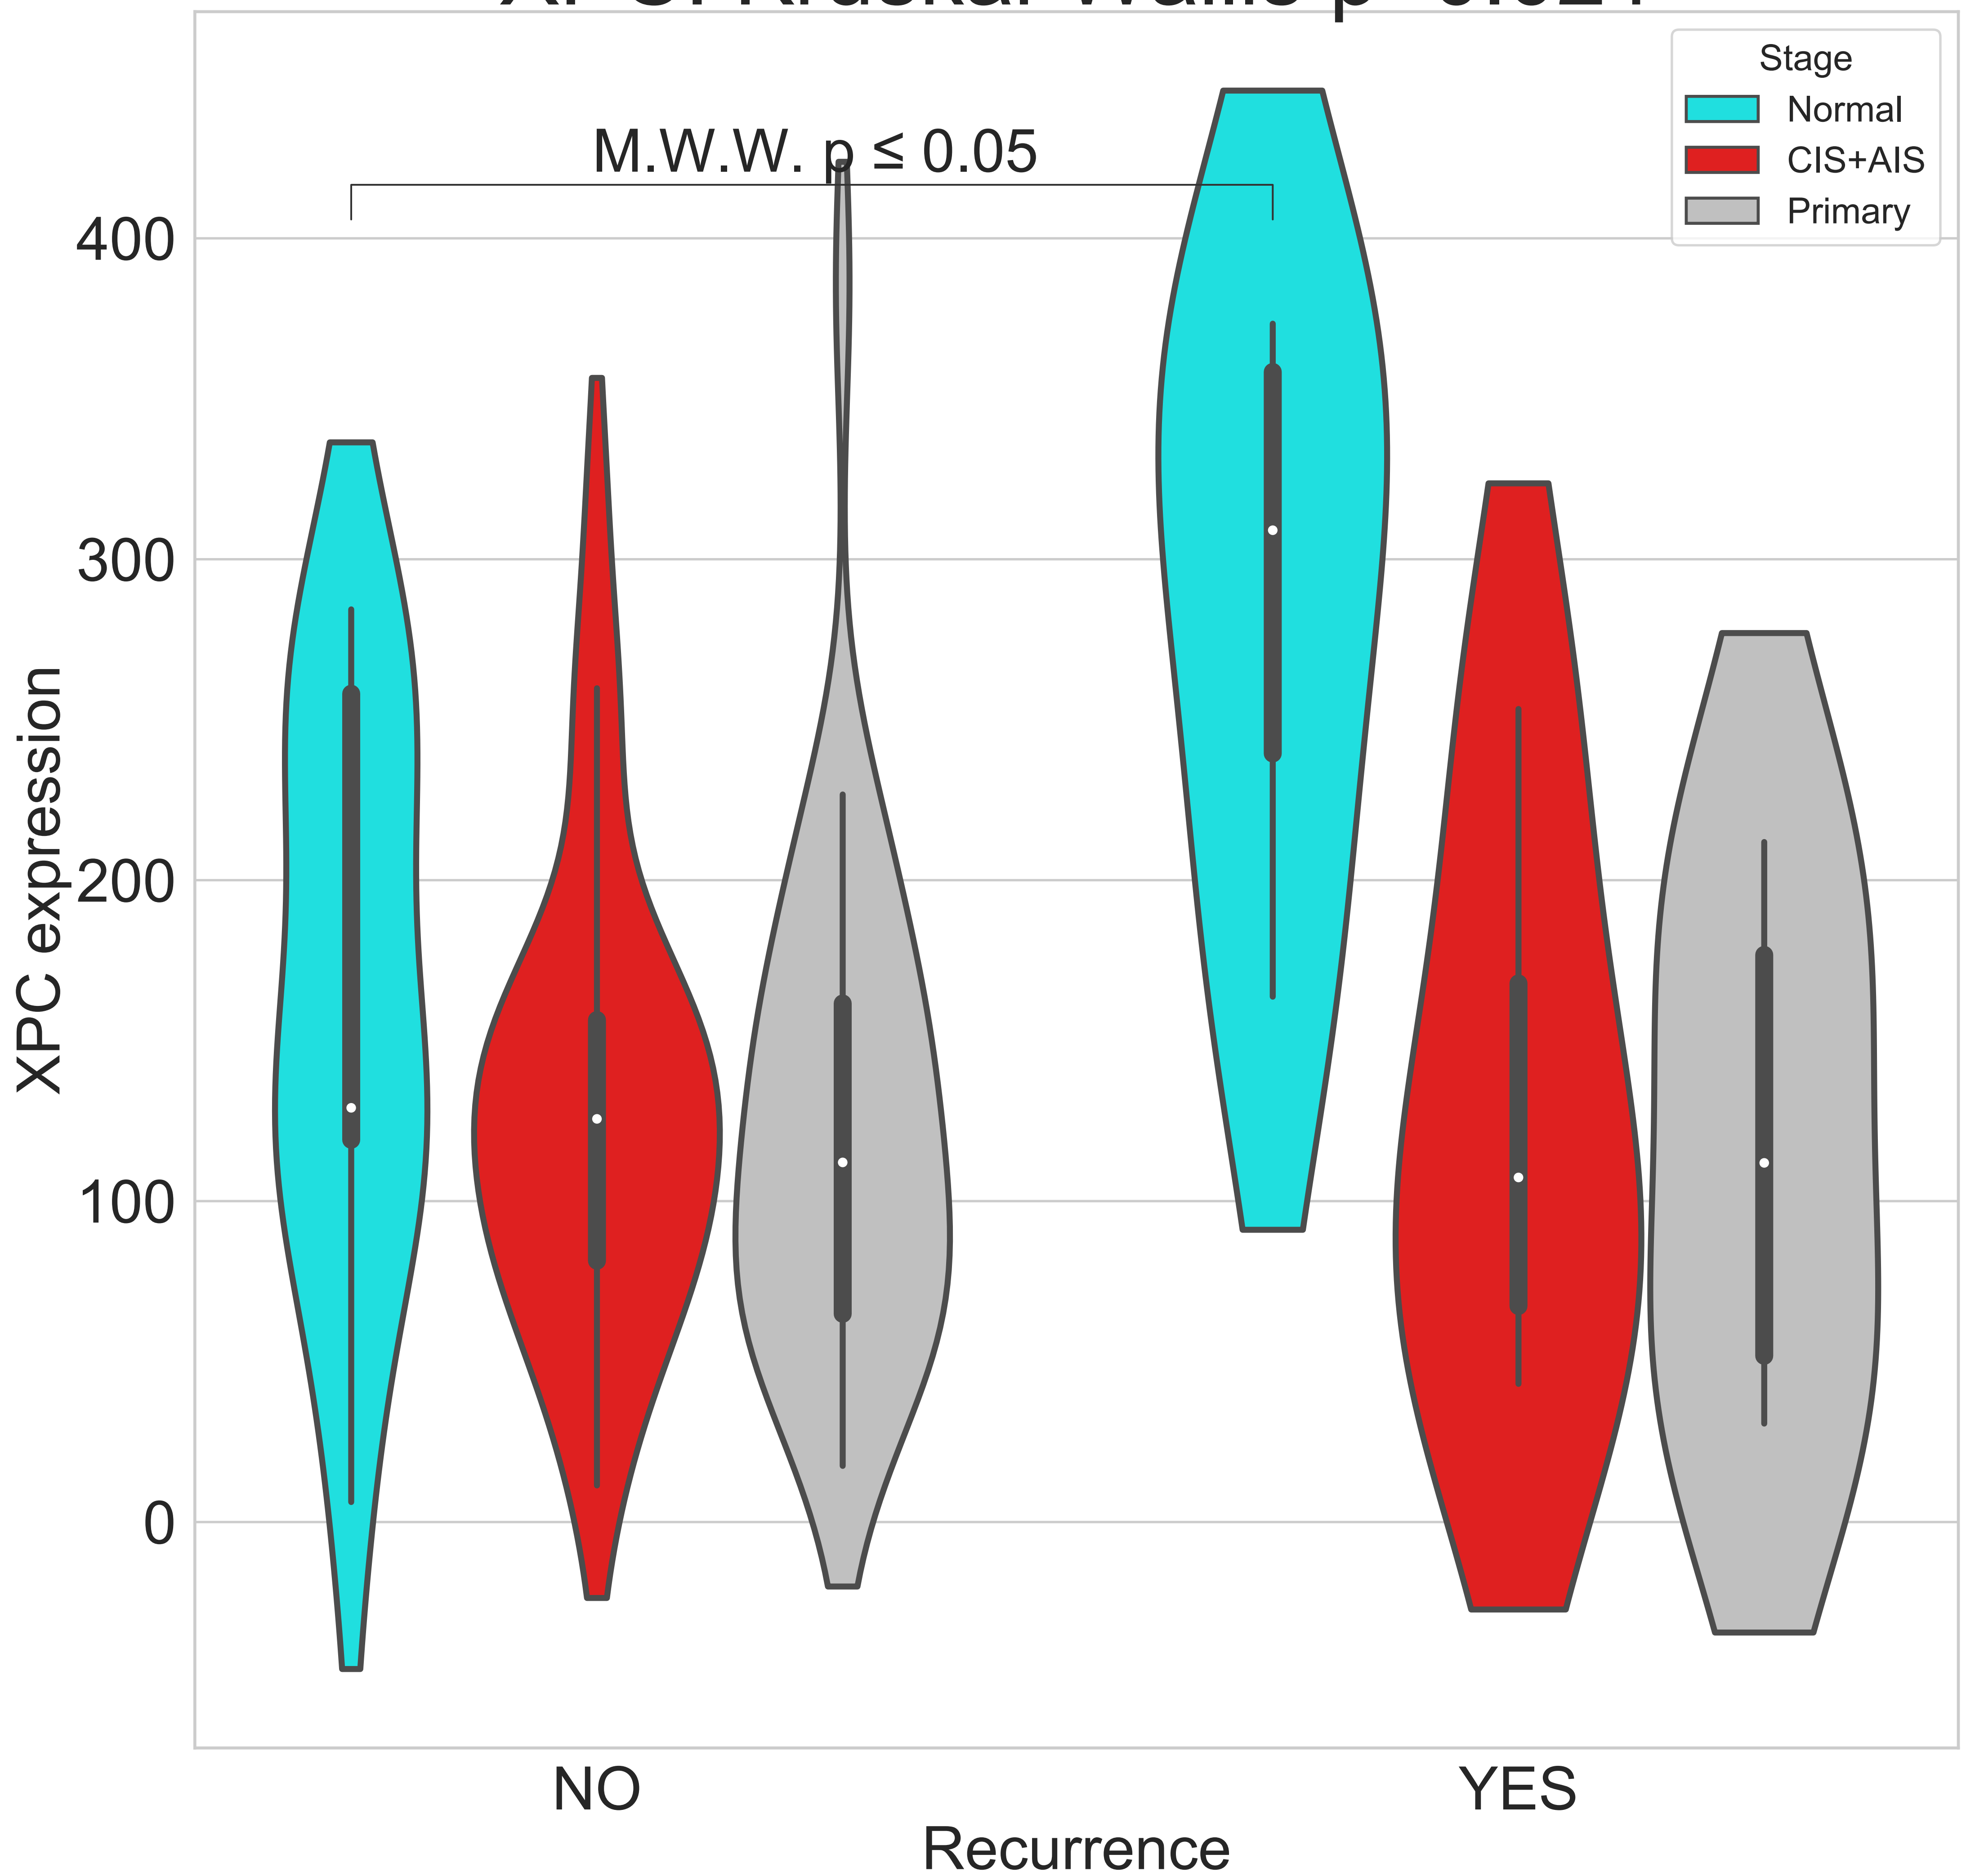 Stage
Normal
CIS+AIS
Primary
M.W.W. p ≤ 0.05
400
300
200
100
0
XPC expression
NO
YES
Recurrence